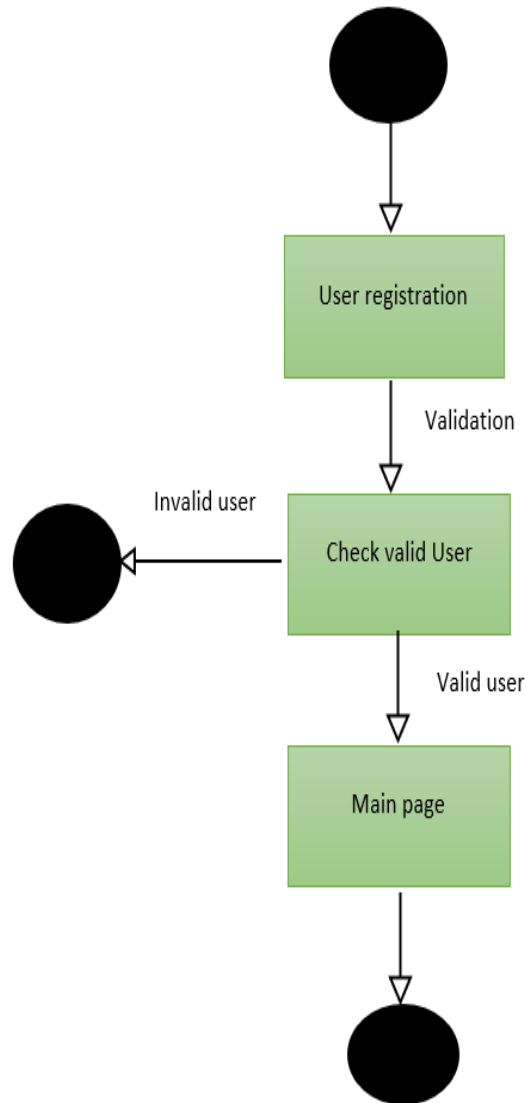 User registration
Validation
Invalid user
Check valid User
Valid user
Main page